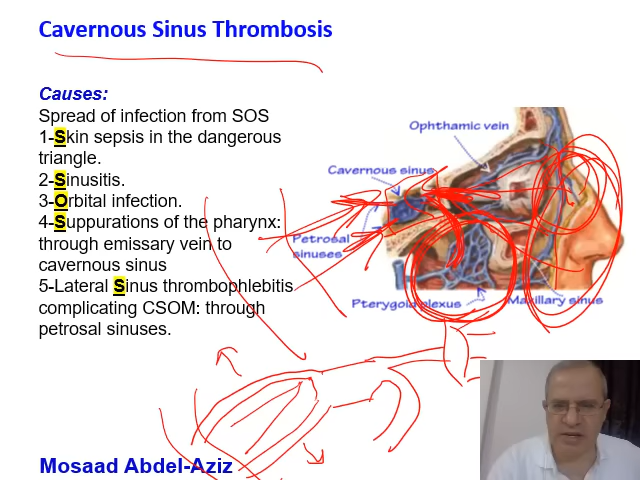 Cavernous Sinus Thrombosis
Causes:
Spread of infection from SOS
1-Skin sepsis in the dangerous
triangle.
2-Sinusitis.
3-Orbital infection.
4-Suppurations of the pharynx:
through emissary vein to
cavernous sinus
5-Lateral Sinus thrombophlebitis
complicating CSOM: through
petrosal sinuses.
Ophthamic vein
Cavernous sinus
Petrosal
sinuses
Pterygoid plexus
Maxillary sinus
Mosaad Abdel-Aziz